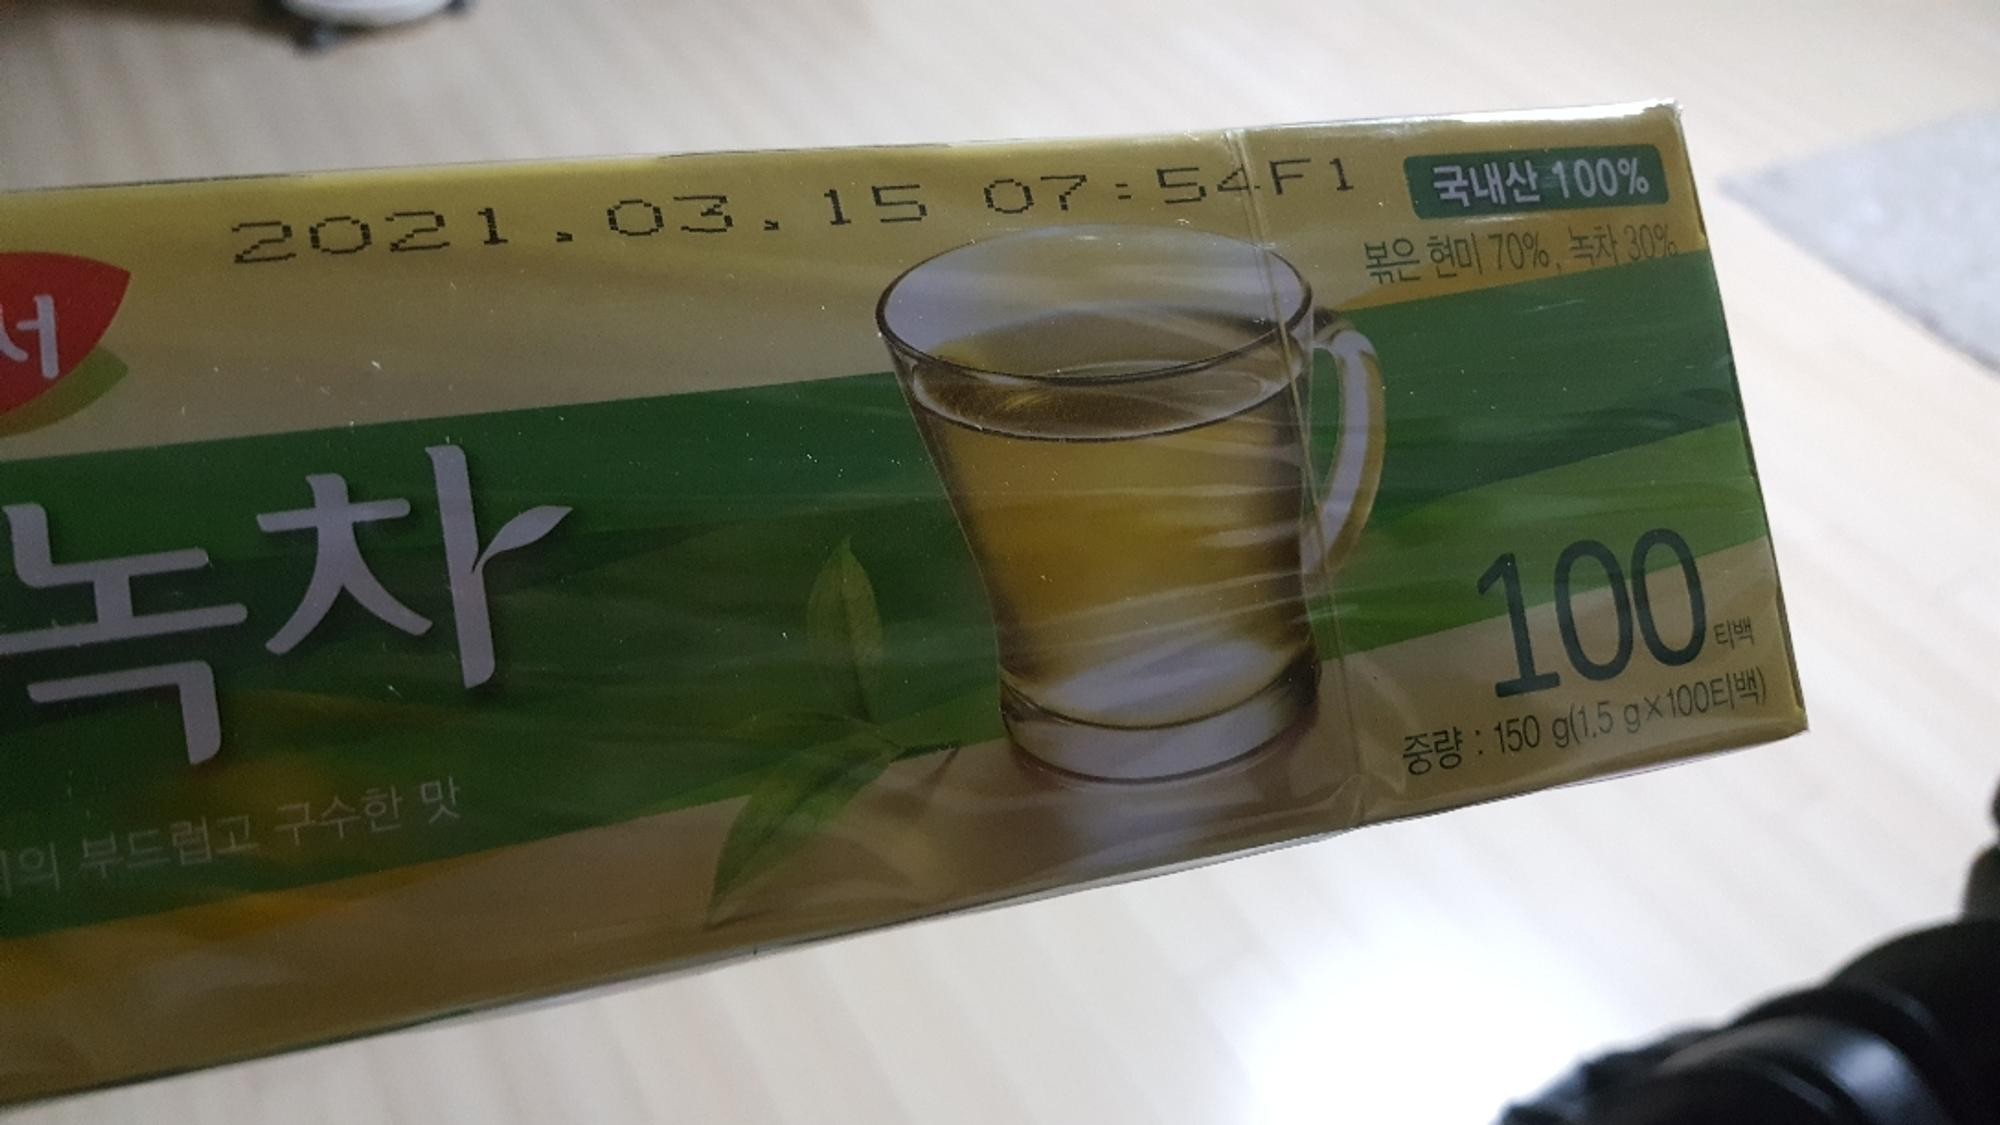 2021.03.15 07:54F1
국내산 100%
볶은 현미 70%, 녹차 30%
서
녹차
의 부드럽고 구수한 맛
100 티백
중량 : 150 g(1.5 g×100티백)